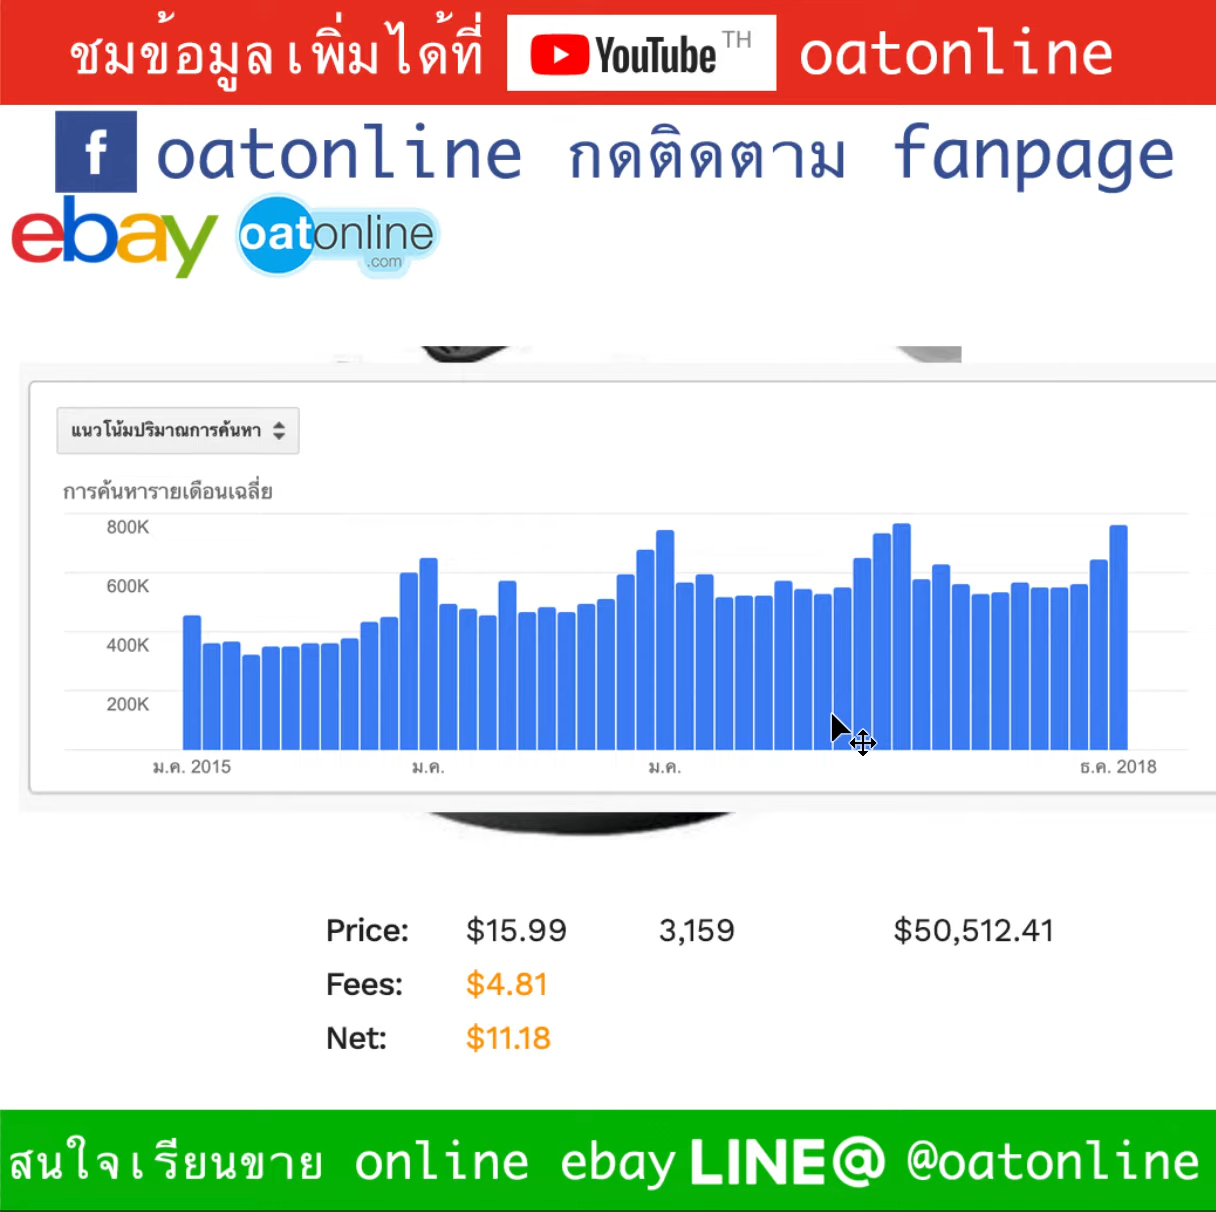 ชมข้อมูลเพิ่มได้ที่ YouTube TH oatonline
f oatonline กดติดตาม fanpage
ebay oatonline .com
แนวโน้มปริมาณการค้นหา
การค้นหารายเดือนเฉลี่ย
800K
600K
400K
200K
ม.ค. 2015 ม.ค. ม.ค. ธ.ค. 2018
Price: $15.99 3,159 $50,512.41
Fees: $4.81
Net: $11.18
สนใจเรียนขาย online ebay LINE@ @oatonline